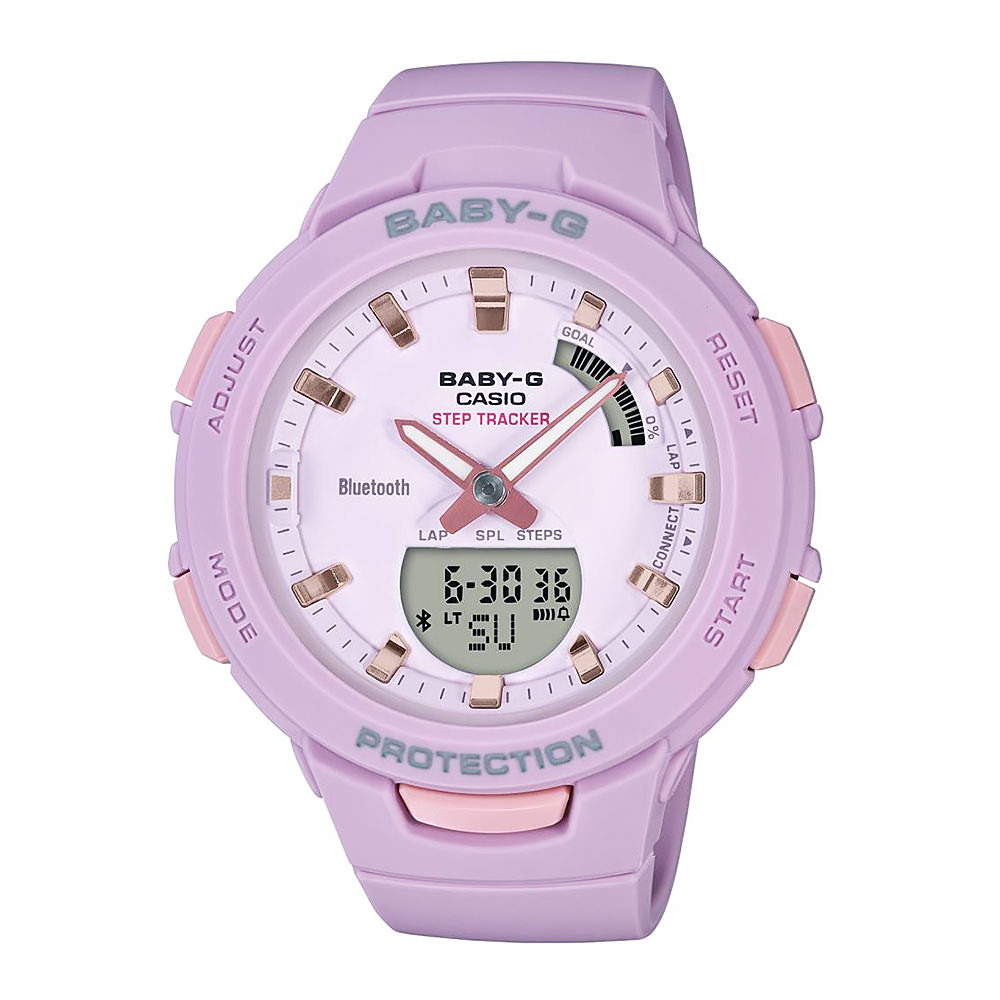 BABY-G
ADJUST
RESET
GOAL
BABY-G
CASIO
STEP TRACKER
0%
LAP
Bluetooth
CONNECT
LAP SPL STEPS
6-30 36
LT
SU
MODE
START
PROTECTION